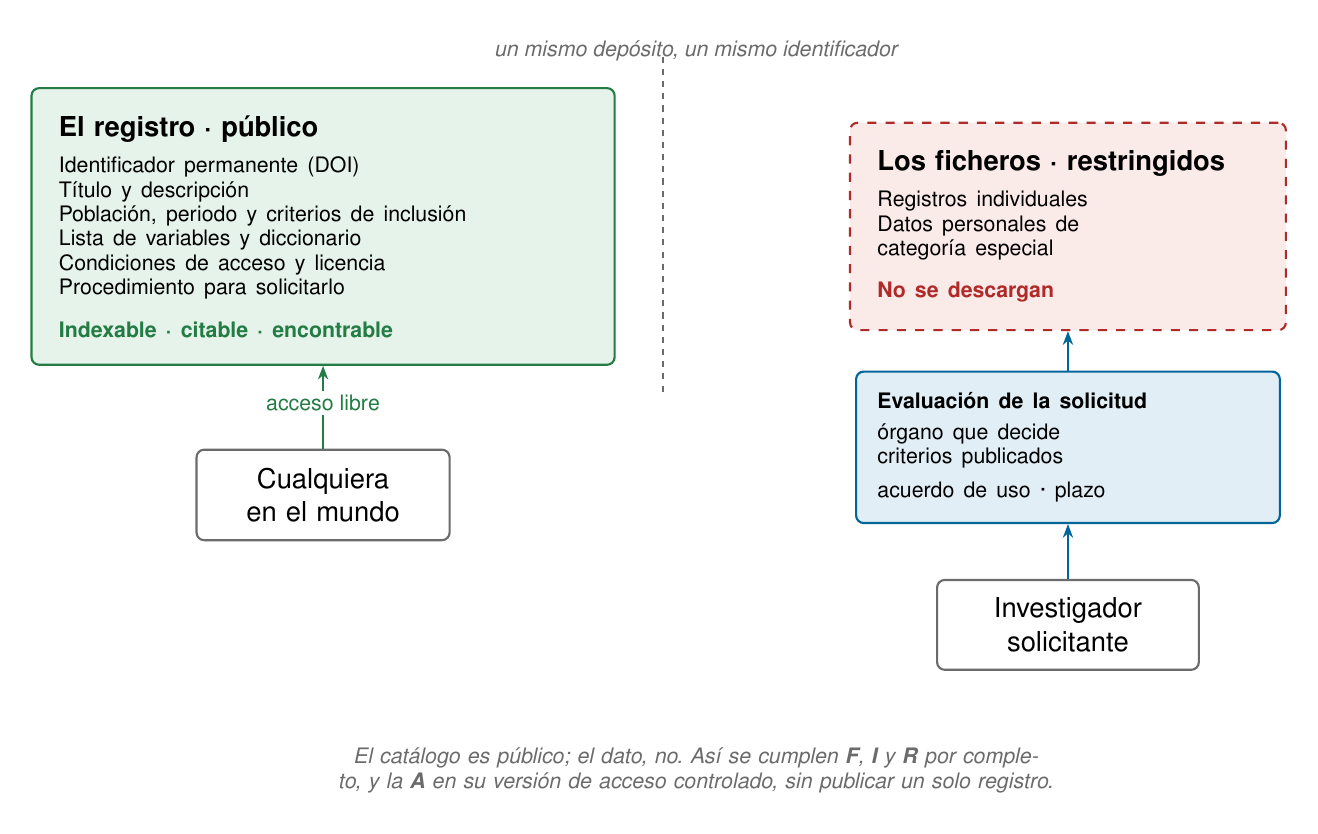 un mismo depósito, un mismo identificador
El registro · público
Identificador permanente (DOI)
Título y descripción
Población, periodo y criterios de inclusión
Lista de variables y diccionario
Condiciones de acceso y licencia
Procedimiento para solicitarlo
Indexable · citable · encontrable
acceso libre
Cualquiera
en el mundo
Los ficheros · restringidos
Registros individuales
Datos personales de
categoría especial
No se descargan
Evaluación de la solicitud
órgano que decide
criterios publicados
acuerdo de uso · plazo
Investigador
solicitante
El catálogo es público; el dato, no. Así se cumplen F, I y R por comple-
to, y la A en su versión de acceso controlado, sin publicar un solo registro.